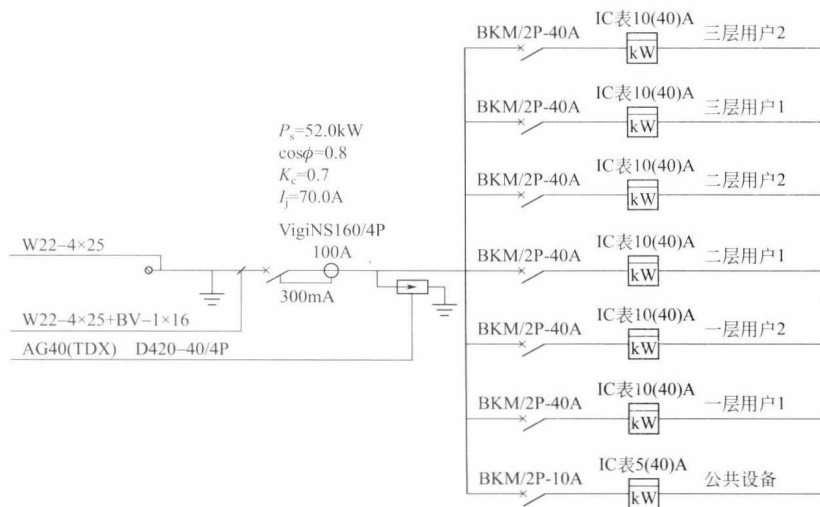 IC表10(40)A
BKM/2P-40A
三层用户2
kW
IC表10(40)A
BKM/2P-40A
三层用户1
kW
IC表10(40)A
BKM/2P-40A
二层用户2
kW
IC表10(40)A
BKM/2P-40A
二层用户1
kW
IC表10(40)A
BKM/2P-40A
一层用户2
kW
IC表10(40)A
BKM/2P-40A
一层用户1
kW
IC表5(40)A
BKM/2P-10A
公共设备
kW
Ps=52.0kW
cosϕ=0.8
Kc=0.7
Ij=70.0A
VigiNS160/4P
100A
300mA
W22-4×25
W22-4×25+BV-1×16
AG40(TDX) D420-40/4P